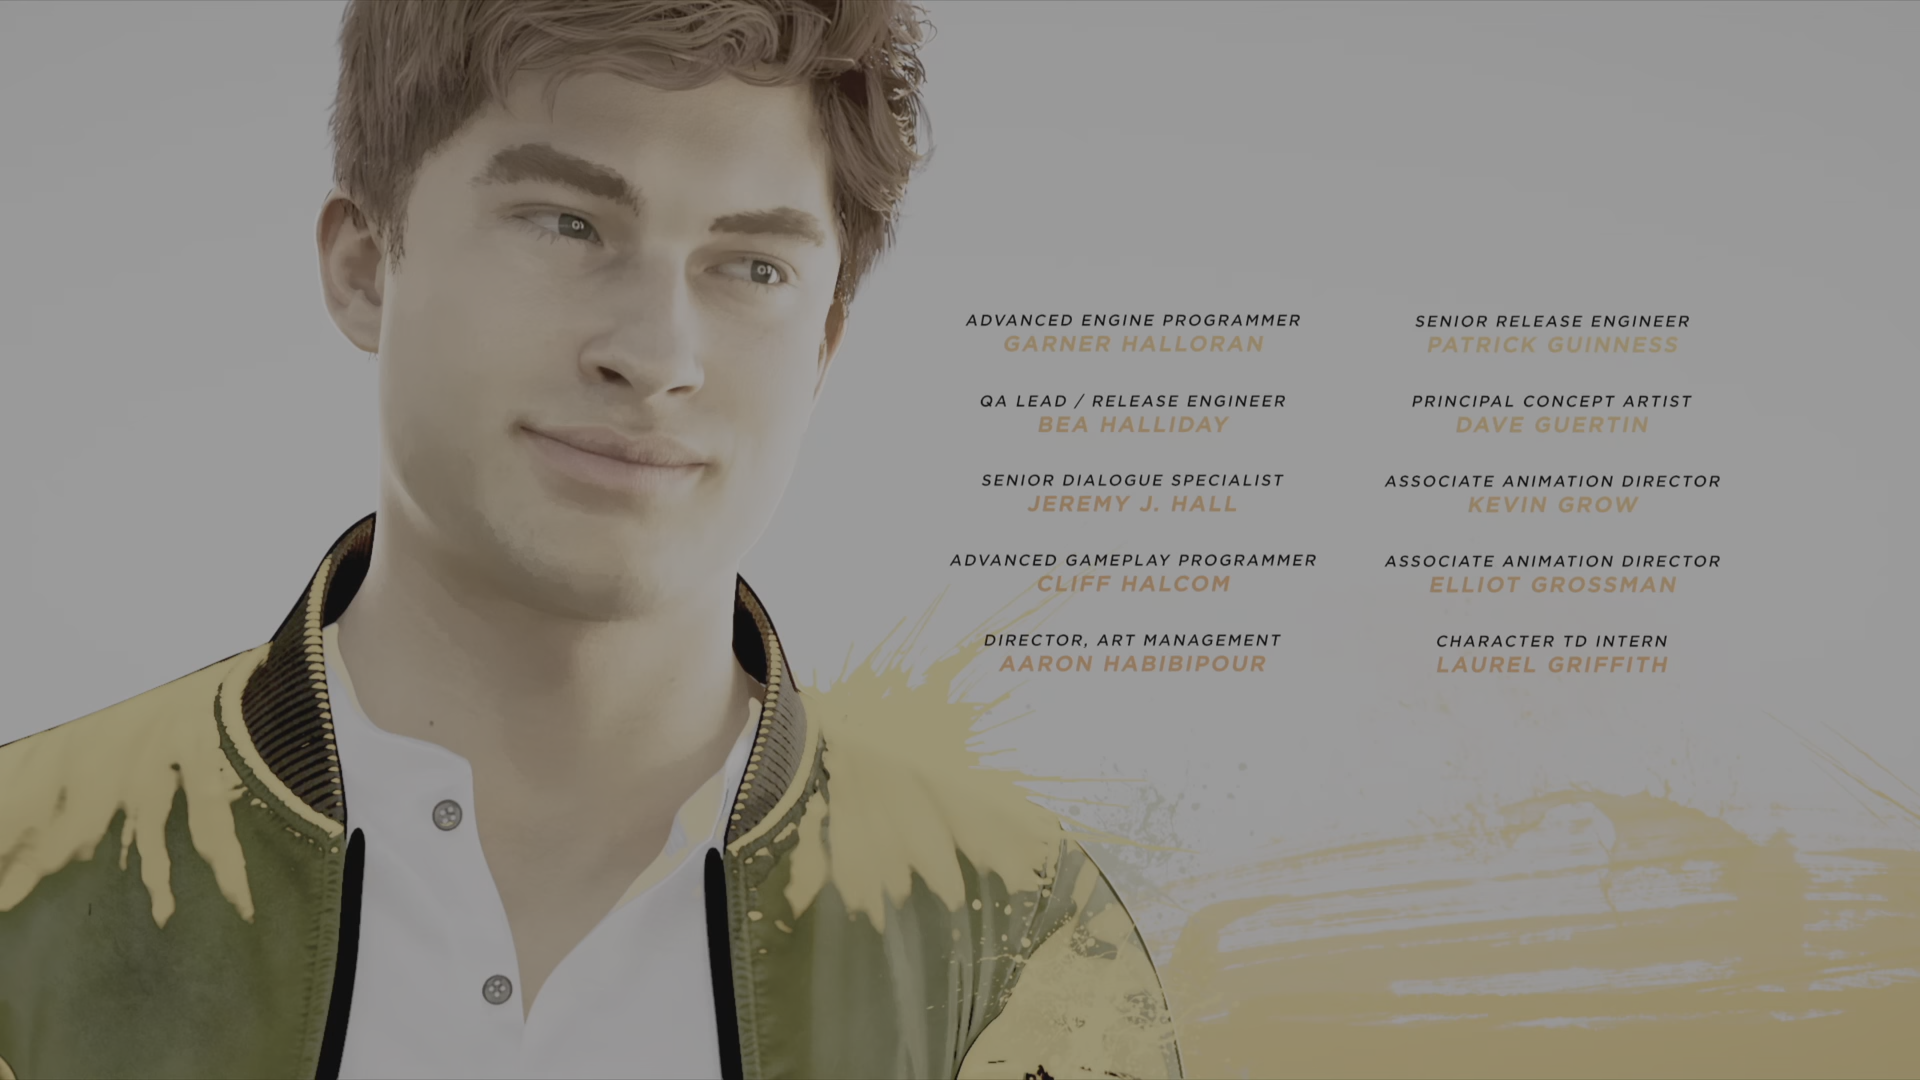 ADVANCED ENGINE PROGRAMMER
GARNER HALLORAN
QA LEAD / RELEASE ENGINEER
BEA HALLIDAY
SENIOR DIALOGUE SPECIALIST
JEREMY J. HALL
ADVANCED GAMEPLAY PROGRAMMER
CLIFF HALCOM
DIRECTOR, ART MANAGEMENT
AARON HABIBIPOUR
SENIOR RELEASE ENGINEER
PATRICK GUINNESS
PRINCIPAL CONCEPT ARTIST
DAVE GUERTIN
ASSOCIATE ANIMATION DIRECTOR
KEVIN GROW
ASSOCIATE ANIMATION DIRECTOR
ELLIOT GROSSMAN
CHARACTER TD INTERN
LAUREL GRIFFITH